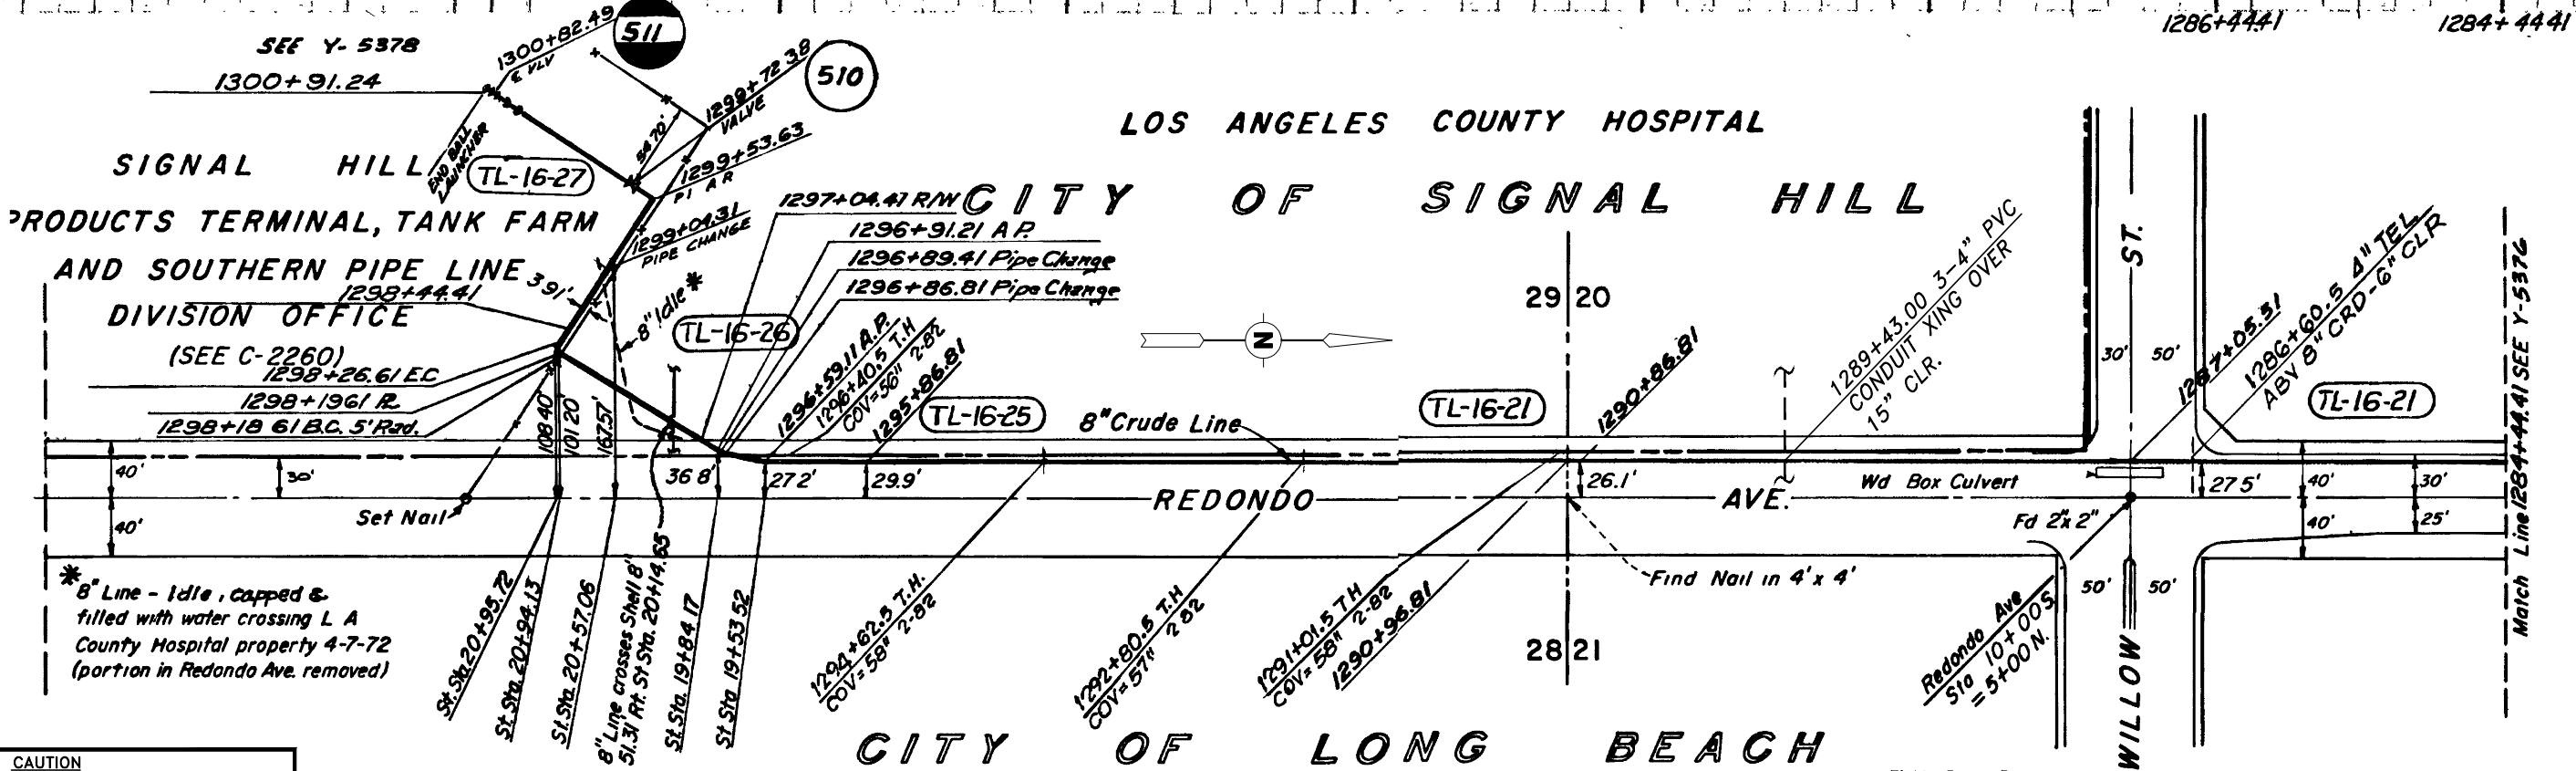 1286+44.41
1284+44.41
SEE Y-5378
1300+91.24
1300+82.49
℄ VLV
511
510
1299+72.38
VALVE
54.70'
1299+53.63
PI A R
END BALL
LAUNCHER
TL-16-27
SIGNAL HILL
PRODUCTS TERMINAL, TANK FARM
AND SOUTHERN PIPE LINE
DIVISION OFFICE
(SEE C-2260)
LOS ANGELES COUNTY HOSPITAL
CITY OF SIGNAL HILL
1299+04.31
PIPE CHANGE
1297+04.41 R/W
1296+91.21 A P.
1296+89.41 Pipe Change
1296+86.81 Pipe Change
3 91'
1298+44.41
8" Idle *
TL-16-26
1298+26.61 E.C
1298+19.61 PL
1298+18 61 B.C. 5' Rad.
108 40'
101 20'
167.57'
1296+59.11 A.P.
1296+40.5 T.H
COV=56" 2-82
1295+86.81
TL-16-25
8" Crude Line
N
29 20
TL-16-21
1290+86.81
1289+43.00 3-4" PVC
CONDUIT XING OVER
15" CLR.
30' 50'
ST.
1287+05.31
1286+60.5 4" TEL
ABV 8" CRD-6" CLR
TL-16-21
Match Line 1284+44.41 SEE Y-5376
40'
30'
36 8'
27 2'
29.9'
26.1'
Wd Box Culvert
27 5'
40'
30'
Set Nail
REDONDO AVE.
Fd 2"x 2"
40'
40'
25'
*
8" Line - Idle, capped &
filled with water crossing L A
County Hospital property 4-7-72
(portion in Redondo Ave. removed)
St. Sta. 20+95.72
St. Sta. 20+94.13
St. Sta. 20+57.06
8" Line crosses Shell 8'
51.31' Rt. St Sta. 20+14.65
St. Sta. 19+84 17
St Sta 19+53 52
1294+62.5 T.H.
COV=58" 2-82
1292+80.5 T.H
COV=57" 2 82
1291+01.5 TH
COV=58" 2-82
1290+96.81
Find Nail in 4' x 4'
28 21
Redondo Ave
Sta 10+00 S.
= 5+00 N.
50' 50'
WILLOW
CITY OF LONG BEACH
CAUTION